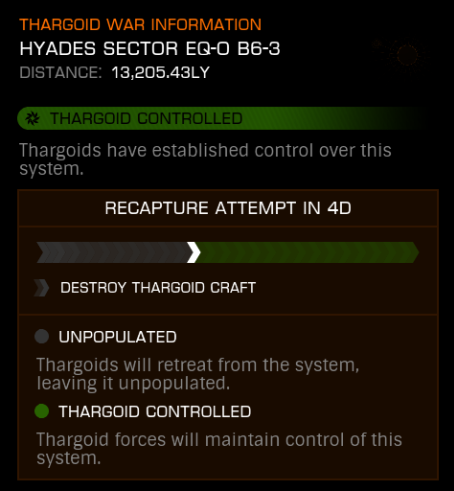 THARGOID WAR INFORMATION
HYADES SECTOR EQ-O B6-3
DISTANCE: 13,205.43LY
THARGOID CONTROLLED
Thargoids have established control over this
system.
RECAPTURE ATTEMPT IN 4D
DESTROY THARGOID CRAFT
UNPOPULATED
Thargoids will retreat from the system,
leaving it unpopulated.
THARGOID CONTROLLED
Thargoid forces will maintain control of this
system.